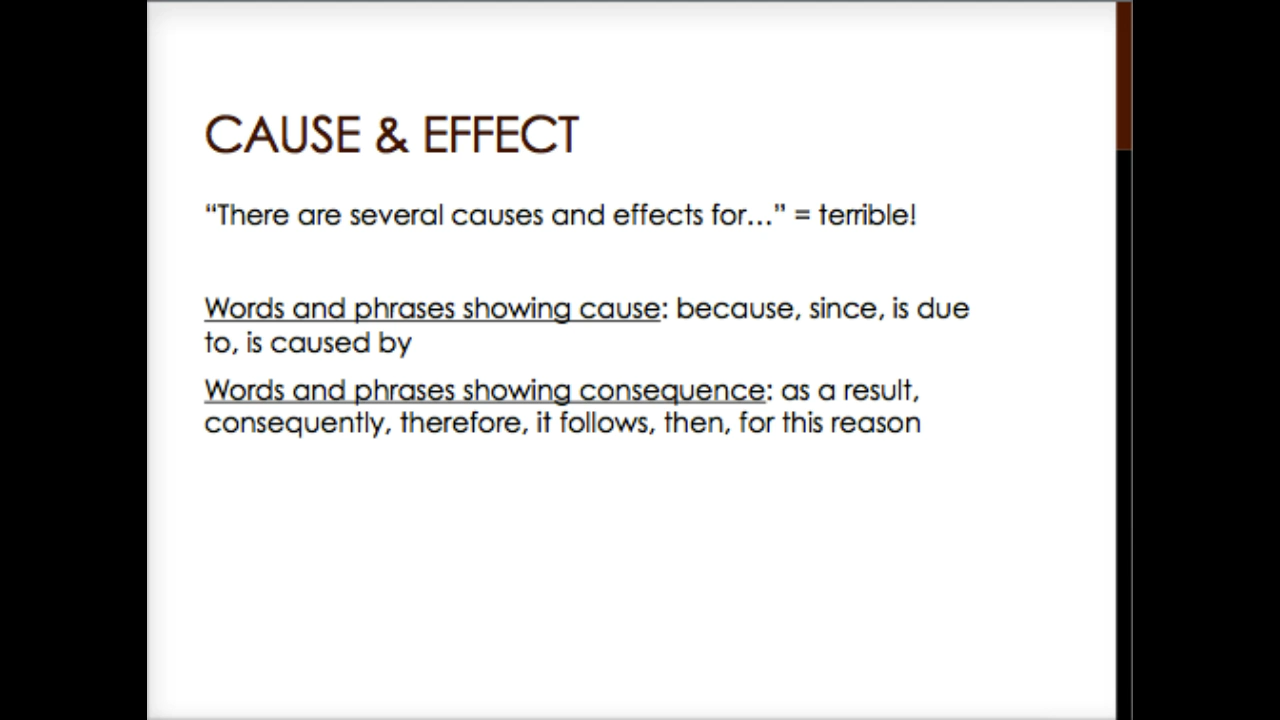 CAUSE & EFFECT
“There are several causes and effects for…” = terrible!
Words and phrases showing cause: because, since, is due
to, is caused by
Words and phrases showing consequence: as a result,
consequently, therefore, it follows, then, for this reason